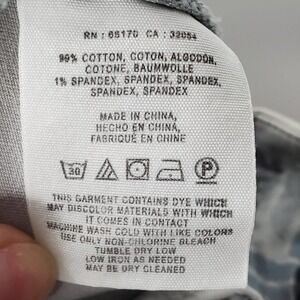 RN : 65170 CA : 32054
99% COTTON, COTON, ALGODÓN,
COTONE, BAUMWOLLE
1% SPANDEX, SPANDEX, SPANDEX,
SPANDEX, SPANDEX
MADE IN CHINA,
HECHO EN CHINA,
FABRIQUÉ EN CHINE
30 P
THIS GARMENT CONTAINS DYE WHICH
MAY DISCOLOR MATERIALS WITH WHICH
IT COMES IN CONTACT
MACHINE WASH COLD WITH LIKE COLORS
USE ONLY NON-CHLORINE BLEACH
TUMBLE DRY LOW
LOW IRON AS NEEDED
MAY BE DRY CLEANED